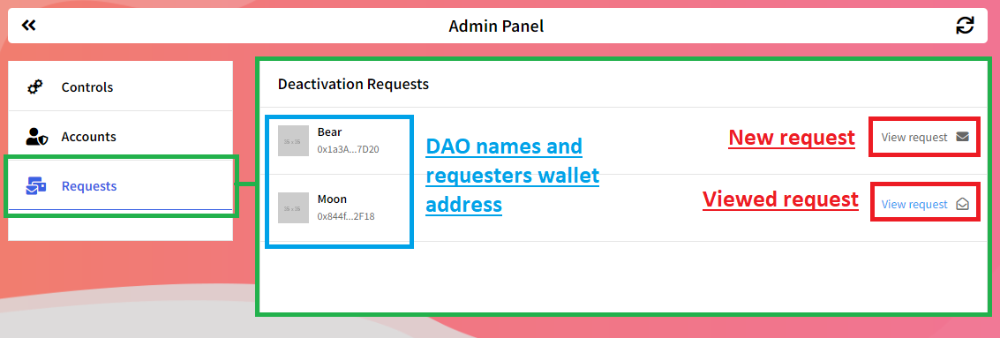 Admin Panel
Controls
Accounts
Requests
Deactivation Requests
36 x 36
Bear
0x1a3A...7D20
36 x 36
Moon
0x844f...2F18
DAO names and
requesters wallet
address
New request
View request
Viewed request
View request